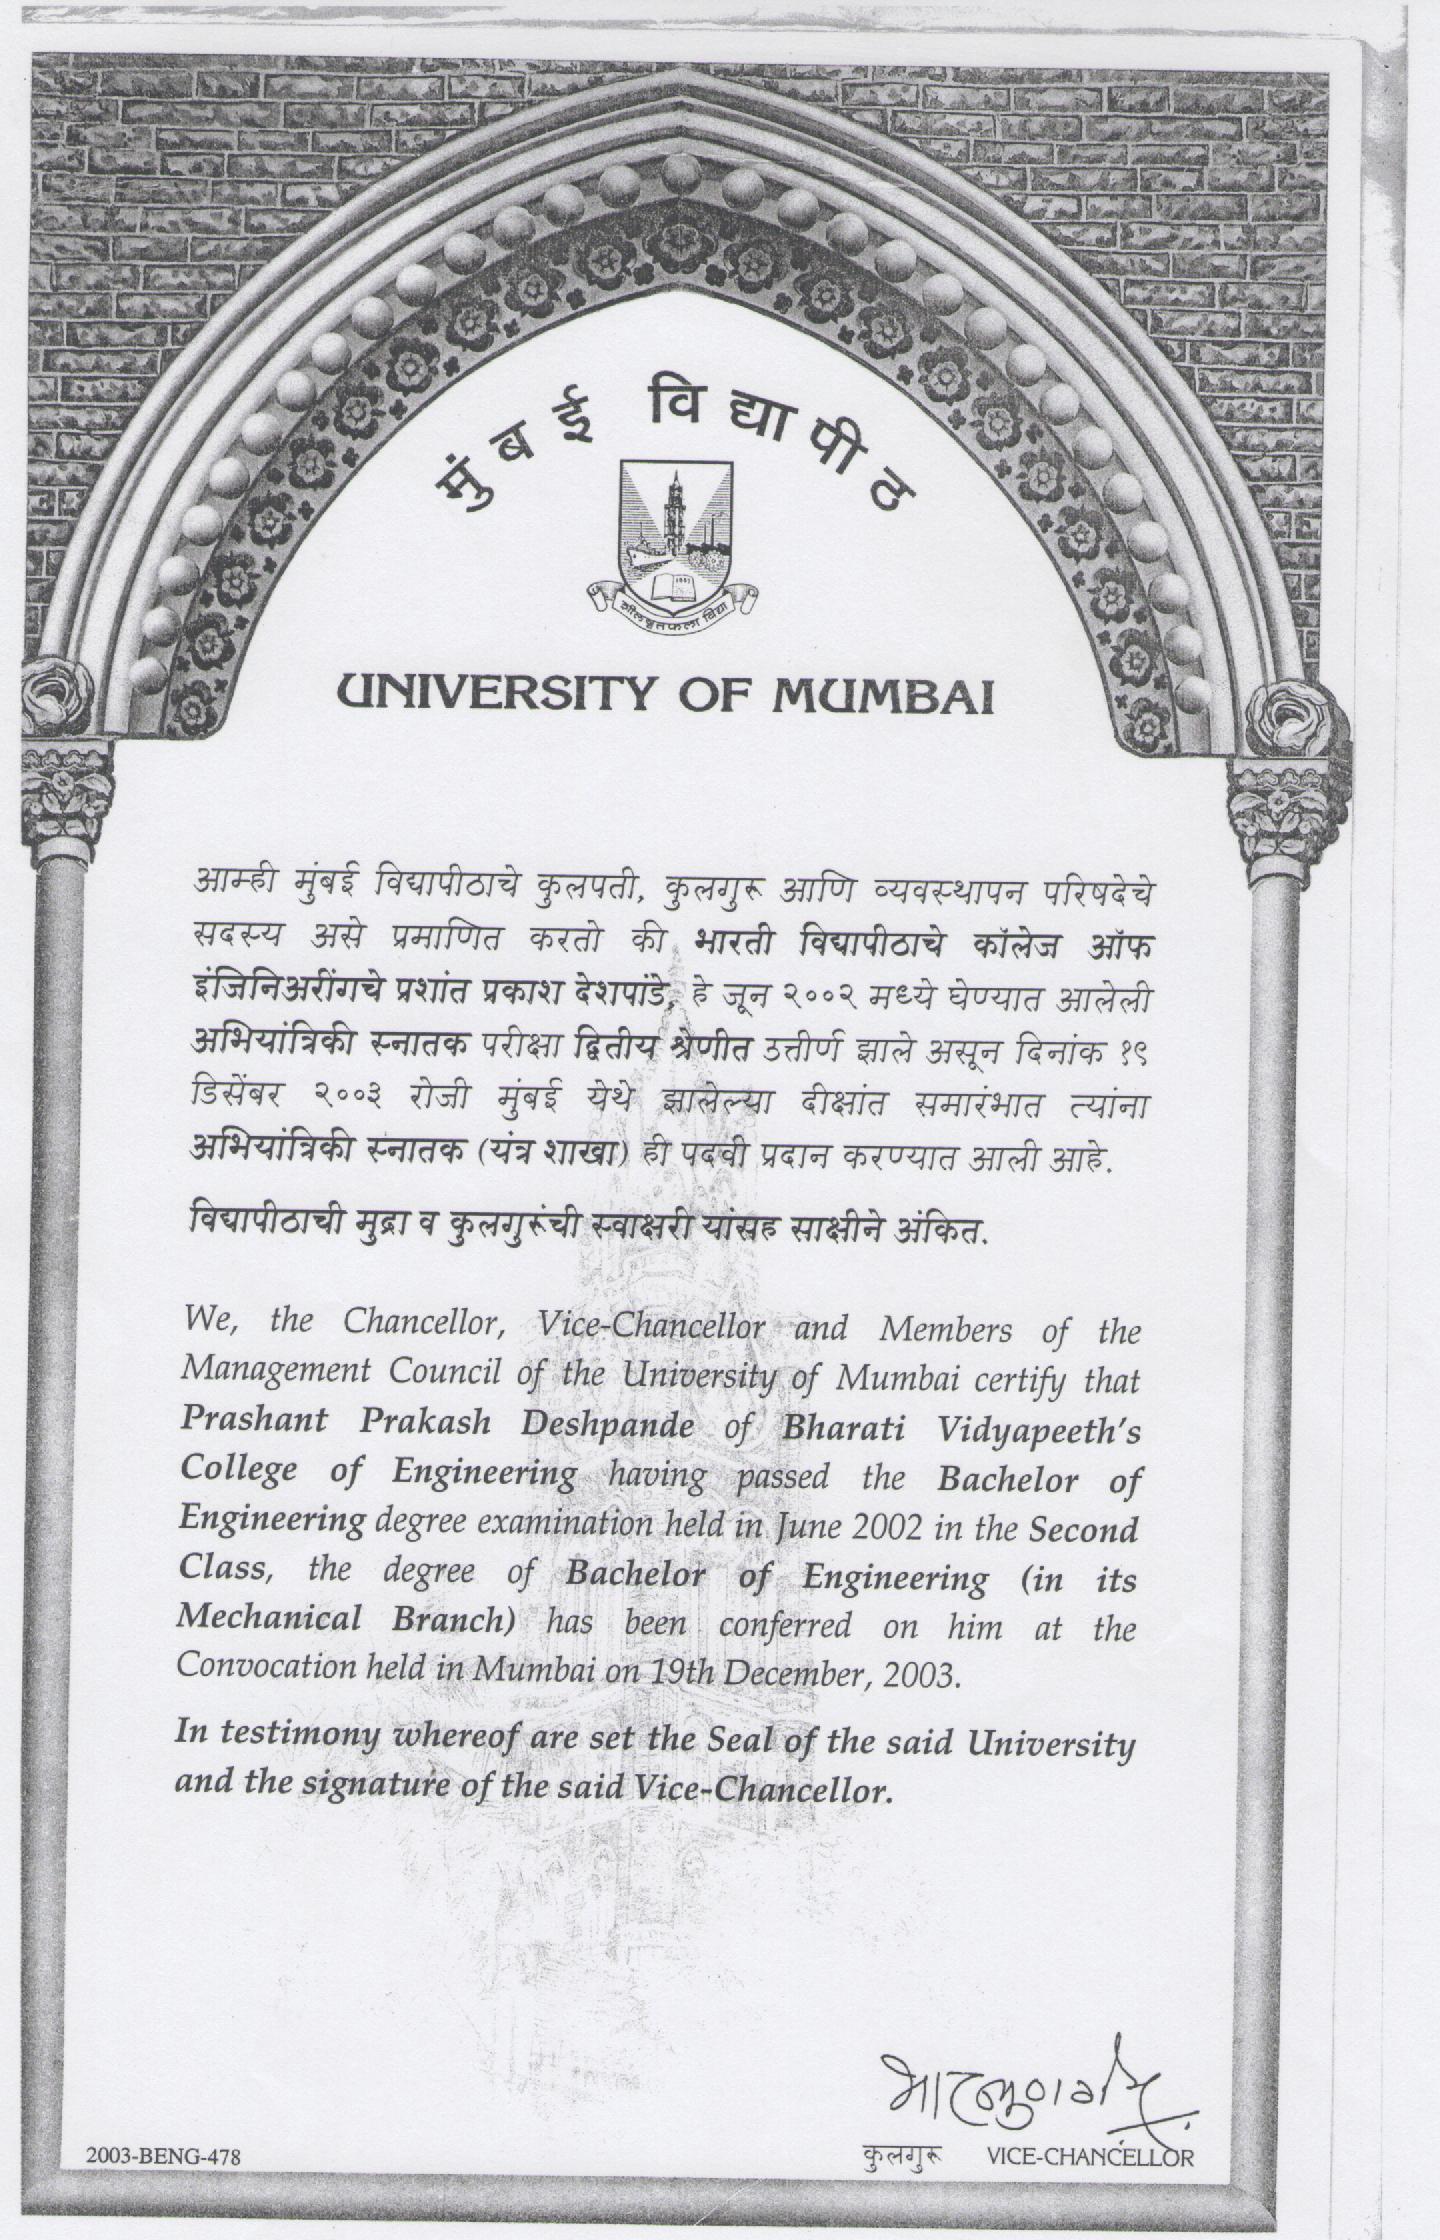 मुंबई विद्यापीठ
शीलवृतफला विद्या
UNIVERSITY OF MUMBAI
आम्ही मुंबई विद्यापीठाचे कुलपती, कुलगुरू आणि व्यवस्थापन परिषदेचे
सदस्य असे प्रमाणित करतो की भारती विद्यापीठाचे कॉलेज ऑफ
इंजिनिअरींगचे प्रशांत प्रकाश देशपांडे, हे जून २००२ मध्ये घेण्यात आलेली
अभियांत्रिकी स्नातक परीक्षा द्वितीय श्रेणीत उत्तीर्ण झाले असून दिनांक १९
डिसेंबर २००३ रोजी मुंबई येथे झालेल्या दीक्षांत समारंभात त्यांना
अभियांत्रिकी स्नातक (यंत्र शाखा) ही पदवी प्रदान करण्यात आली आहे.
विद्यापीठाची मुद्रा व कुलगुरूंची स्वाक्षरी यांसह साक्षीने अंकित.
We, the Chancellor, Vice-Chancellor and Members of the
Management Council of the University of Mumbai certify that
Prashant Prakash Deshpande of Bharati Vidyapeeth's
College of Engineering having passed the Bachelor of
Engineering degree examination held in June 2002 in the Second
Class, the degree of Bachelor of Engineering (in its
Mechanical Branch) has been conferred on him at the
Convocation held in Mumbai on 19th December, 2003.
In testimony whereof are set the Seal of the said University
and the signature of the said Vice-Chancellor.
2003-BENG-478
कुलगुरू VICE-CHANCELLOR